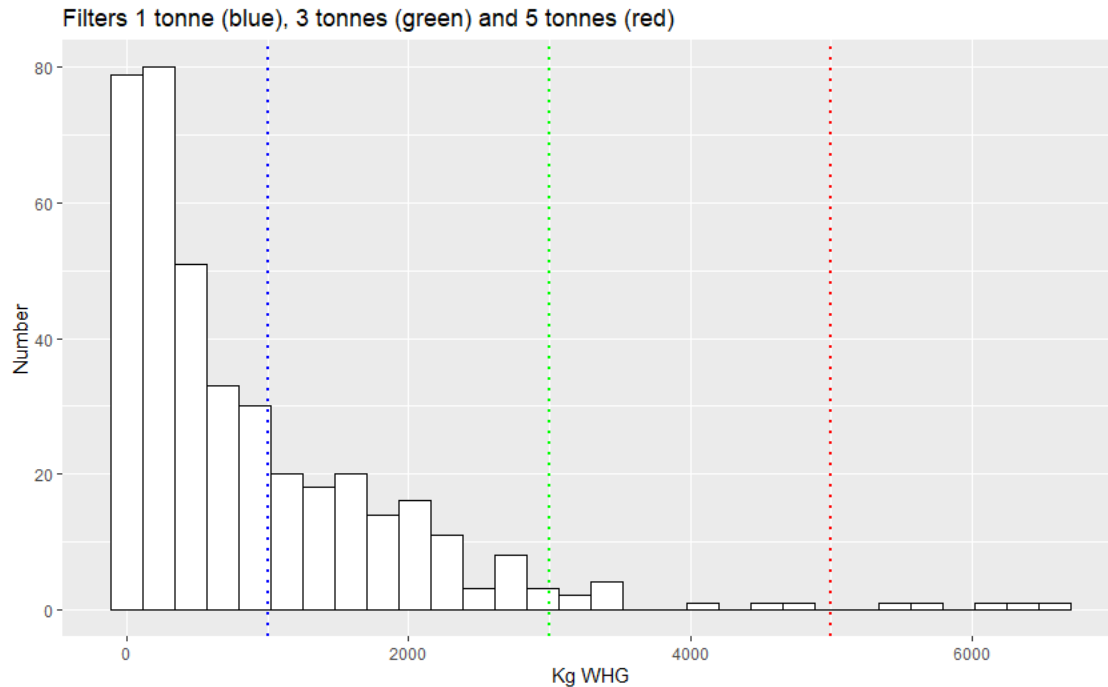 Filters 1 tonne (blue), 3 tonnes (green) and 5 tonnes (red)
80
60
40
20
0
Number
0 2000 4000 6000
Kg WHG